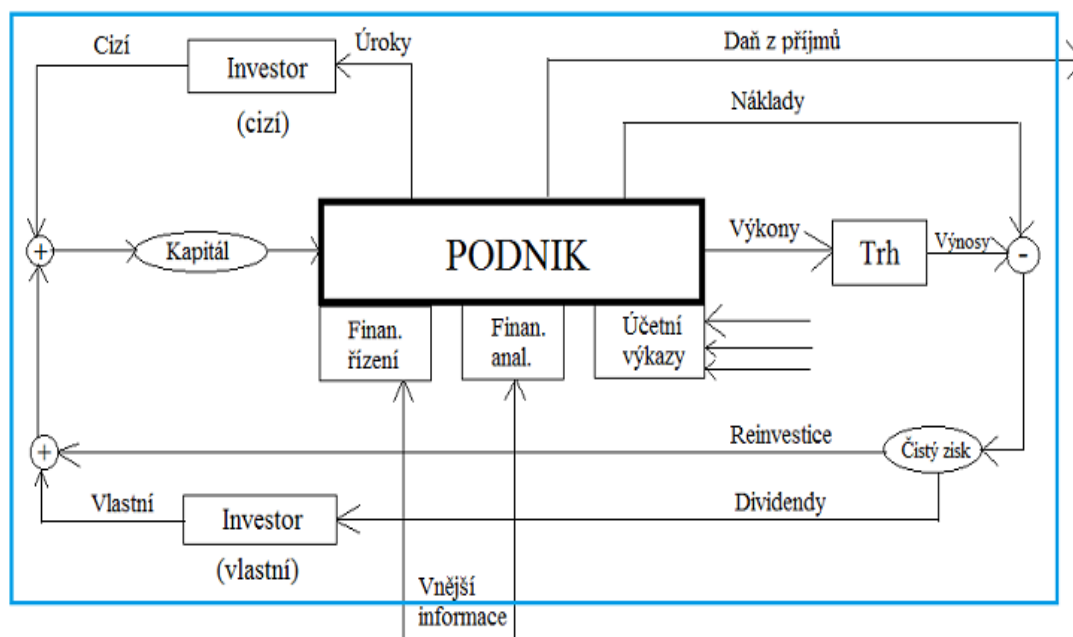 Cizí
Úroky
Daň z příjmů
Investor
(cizí)
Náklady
+
Kapitál
PODNIK
Výkony
Trh
Výnosy
-
Finan.
řízení
Finan.
anal.
Účetní
výkazy
+
Reinvestice
Čistý zisk
Vlastní
Investor
(vlastní)
Dividendy
Vnější
informace